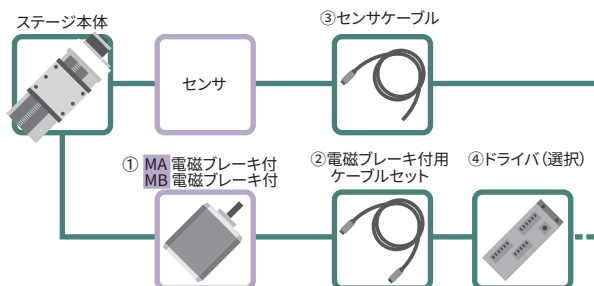 ステージ本体
③センサケーブル
センサ
① MA 電磁ブレーキ付
MB 電磁ブレーキ付
②電磁ブレーキ付用
ケーブルセット
④ドライバ（選択）